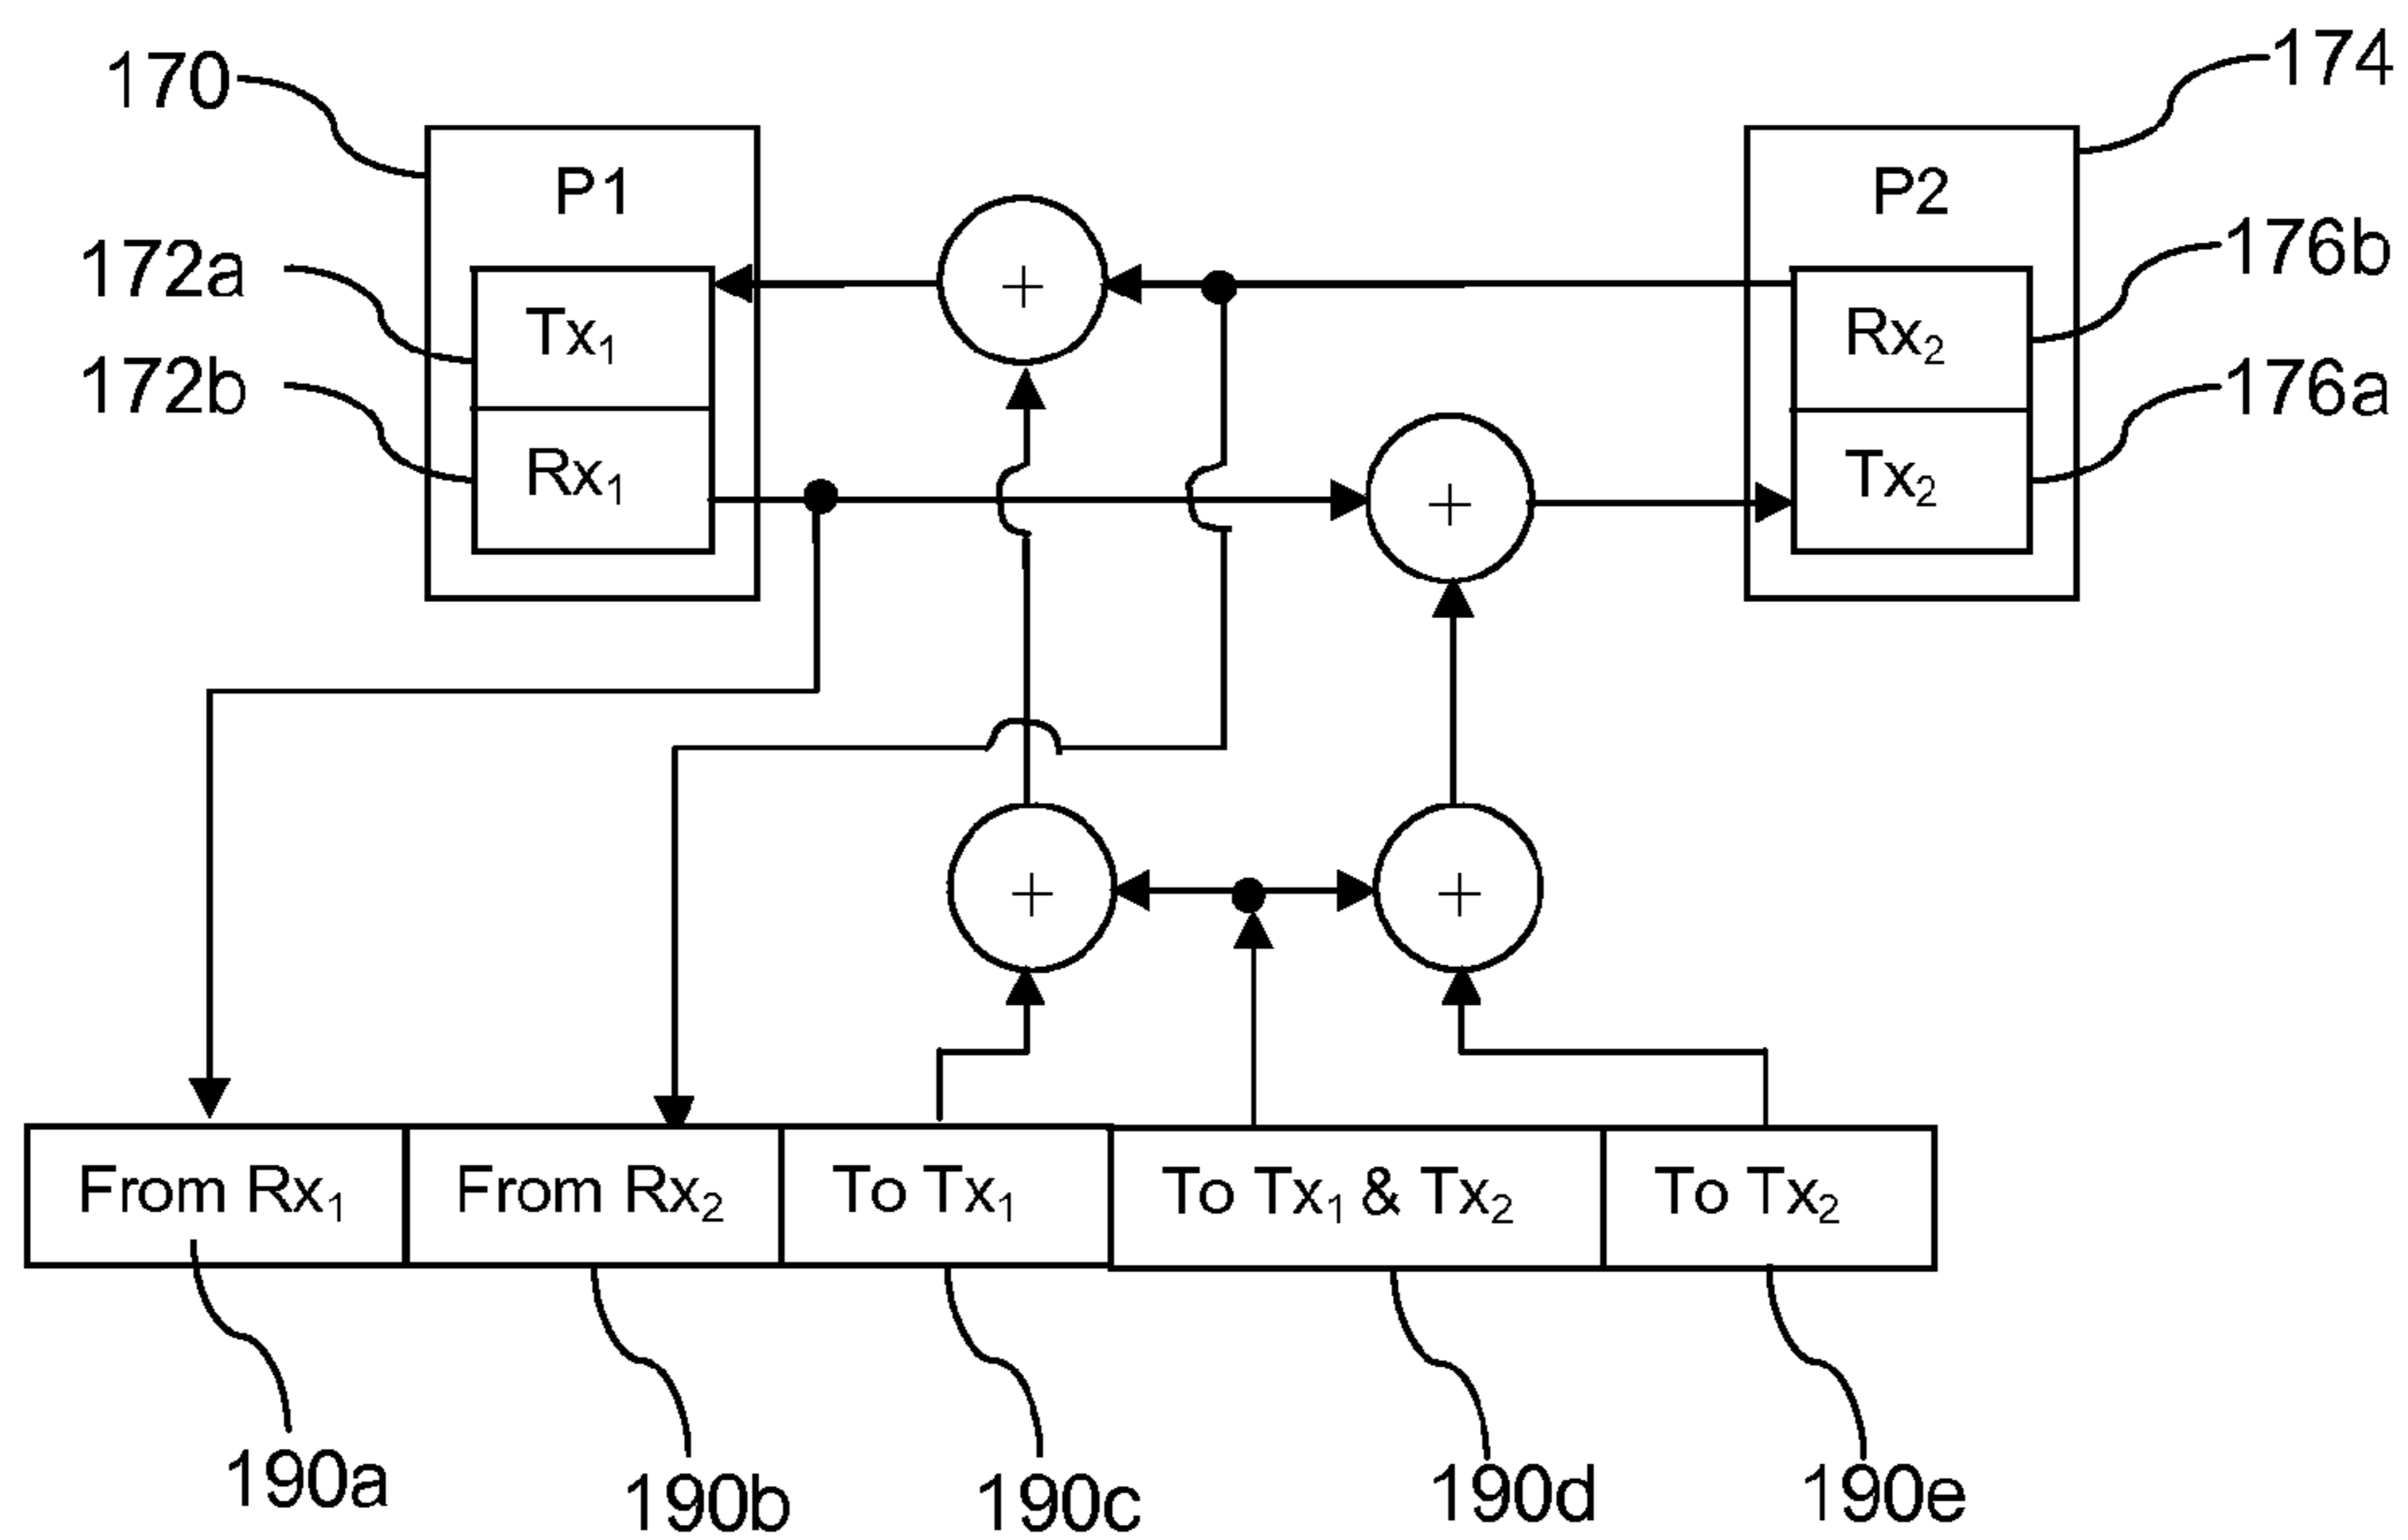 170
174
P1
P2
172a
176b
Tx₁
Rx₂
172b
176a
Rx₁
Tx₂
+
+
+
+
From Rx₁
From Rx₂
To Tx₁
To Tx₁ & Tx₂
To Tx₂
190a
190b
190c
190d
190e